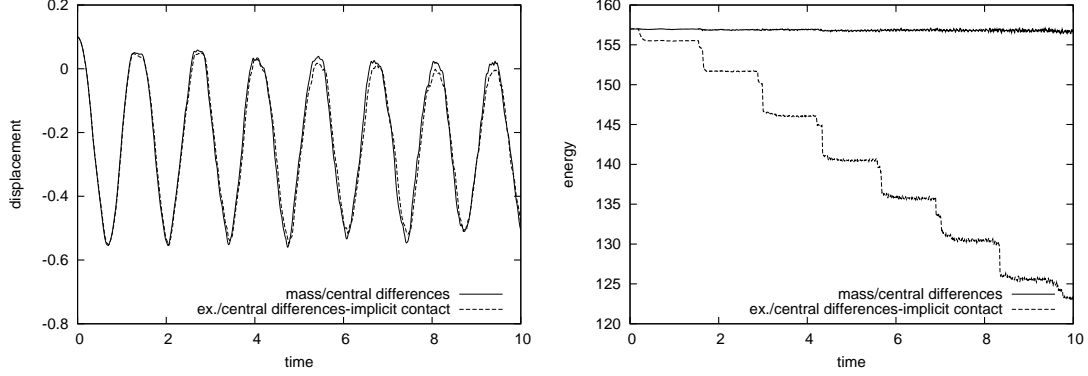 0.2
0
-0.2
-0.4
-0.6
-0.8
displacement
mass/central differences
ex./central differences-implicit contact
0 2 4 6 8 10
time
160
155
150
145
140
135
130
125
120
energy
mass/central differences
ex./central differences-implicit contact
0 2 4 6 8 10
time